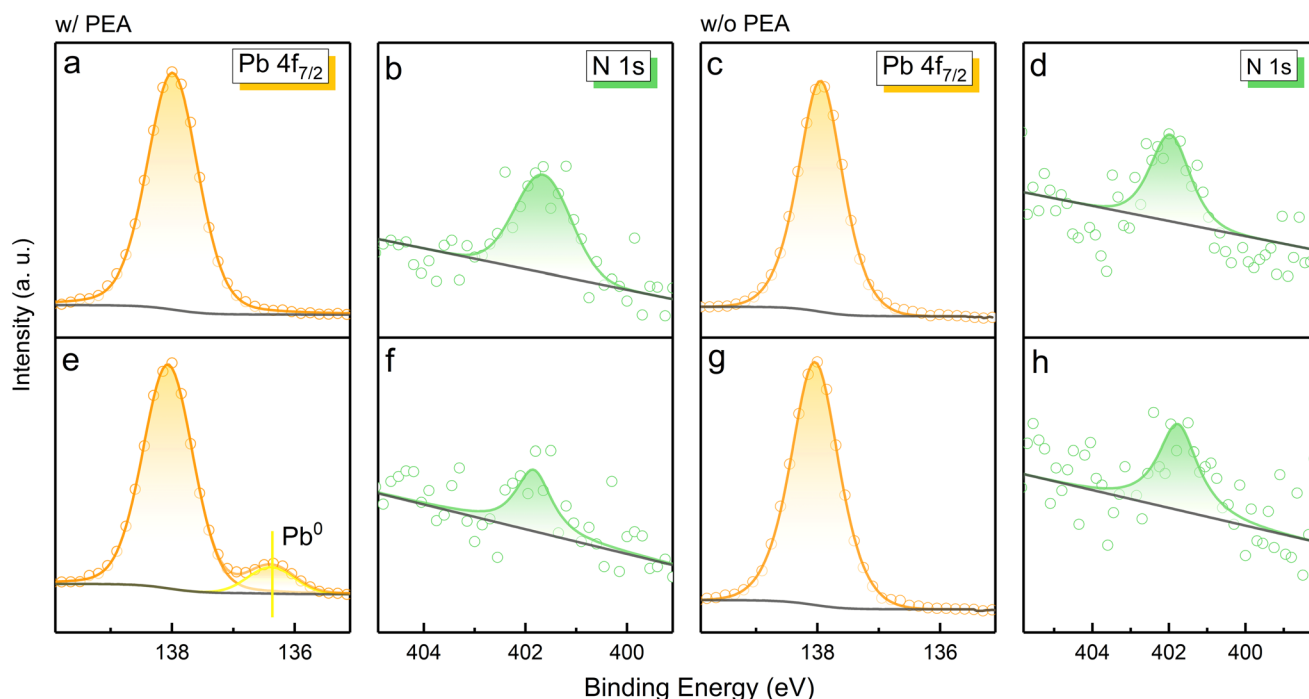 w/ PEA
w/o PEA
a
Pb 4f7/2
b
N 1s
c
Pb 4f7/2
d
N 1s
e
Pb0
f
g
h
Intensity (a. u.)
138
136
404
402
400
138
136
404
402
400
Binding Energy (eV)